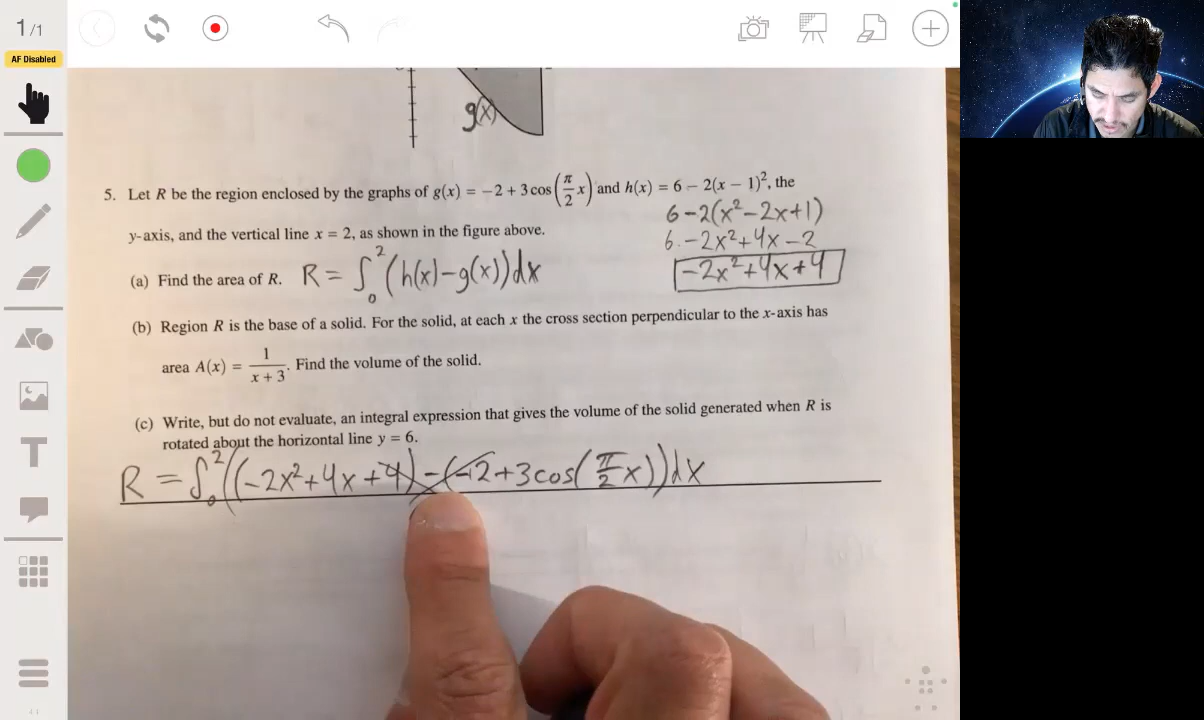 1/1
AF Disabled
g(x)
5. Let R be the region enclosed by the graphs of g(x) = −2 + 3 cos(π/2 x) and h(x) = 6 − 2(x − 1)², the
6-2(x²-2x+1)
y-axis, and the vertical line x = 2, as shown in the figure above.
6-2x²+4x-2
(a) Find the area of R. R = ∫₀² (h(x)-g(x))dx
-2x²+4x+4
(b) Region R is the base of a solid. For the solid, at each x the cross section perpendicular to the x-axis has
area A(x) = 1/(x + 3). Find the volume of the solid.
(c) Write, but do not evaluate, an integral expression that gives the volume of the solid generated when R is
rotated about the horizontal line y = 6.
R = ∫₀² ((-2x²+4x+4)-(-2+3cos(π/2 x))dx
T